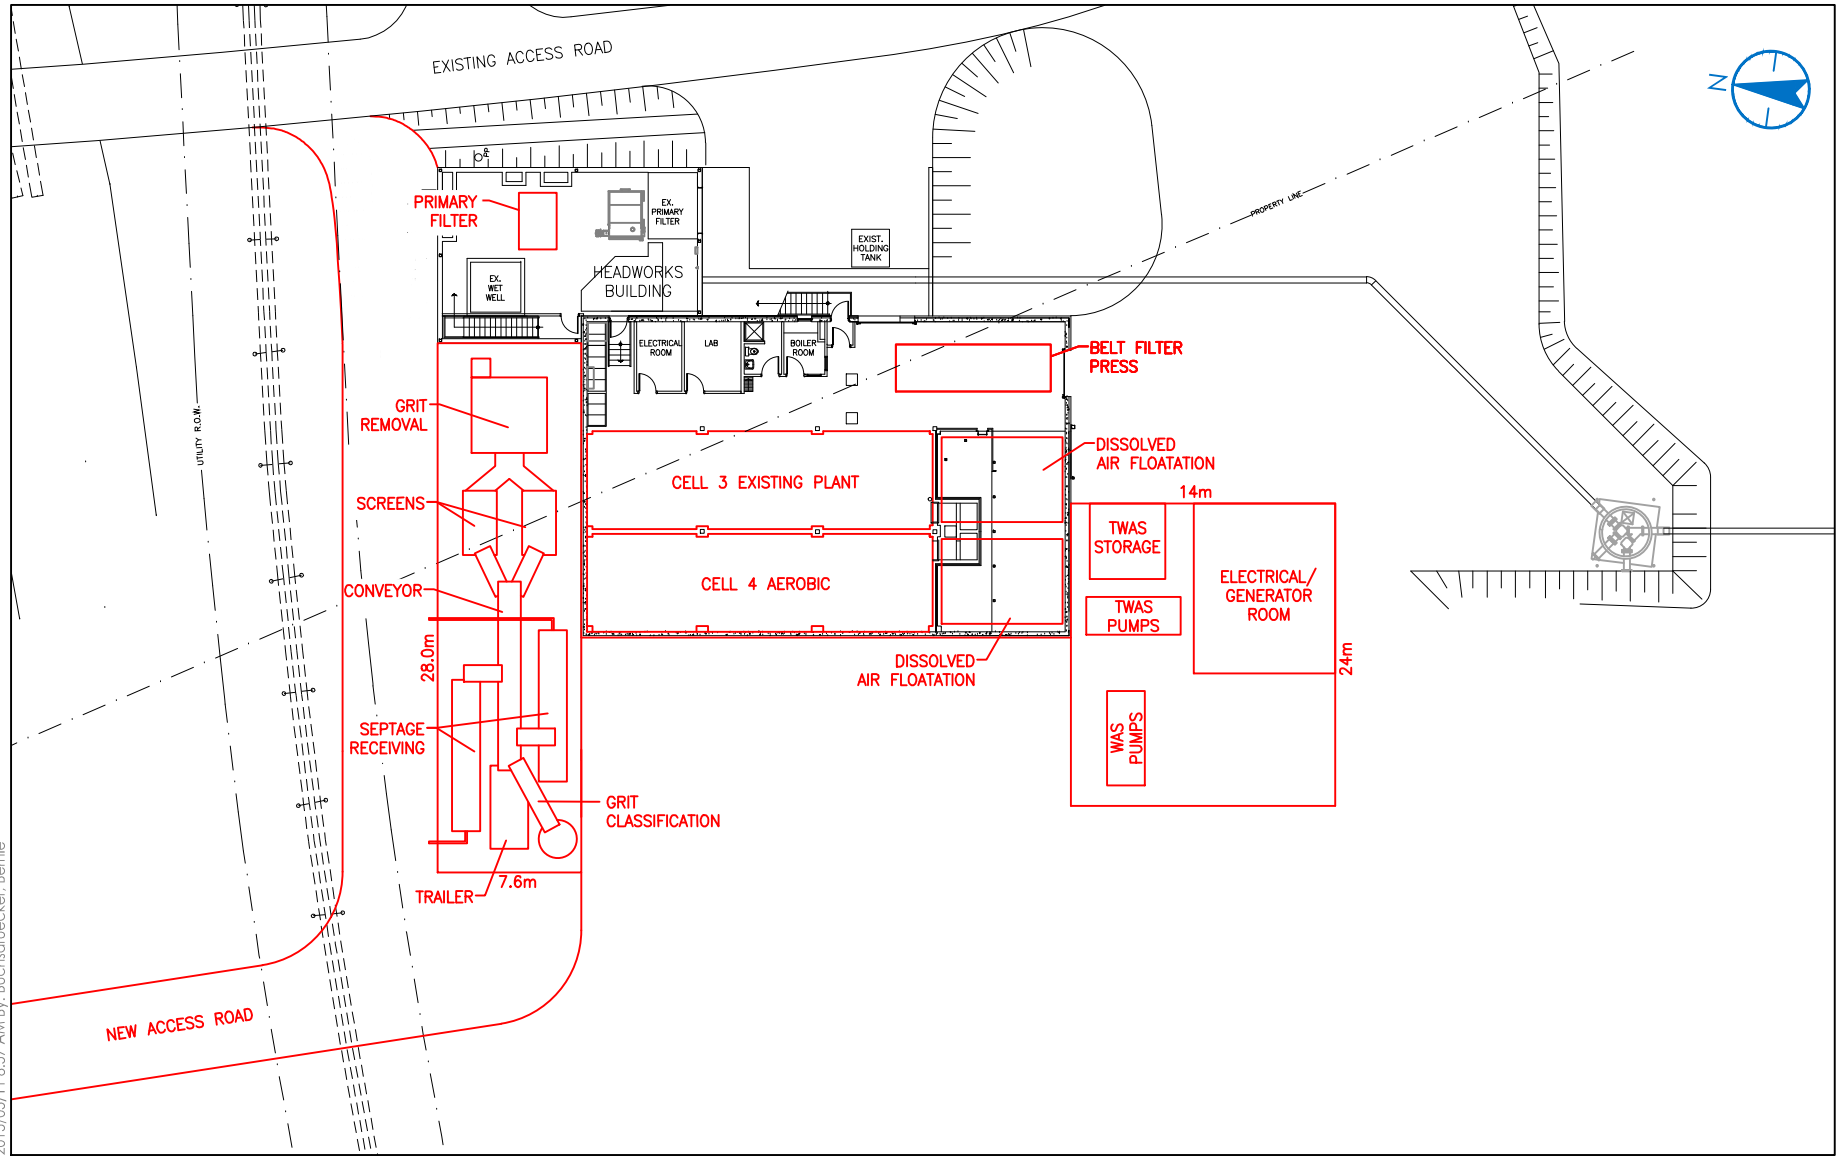 EXISTING ACCESS ROAD
N
PP
PRIMARY
FILTER
EX.
PRIMARY
FILTER
PROPERTY LINE
EXIST.
HOLDING
TANK
HEADWORKS
BUILDING
EX.
WET
WELL
ELECTRICAL
ROOM
LAB
BOILER
ROOM
BELT FILTER
PRESS
GRIT
REMOVAL
UTILITY R.O.W.
DISSOLVED
AIR FLOATATION
CELL 3 EXISTING PLANT
14m
SCREENS
TWAS
STORAGE
ELECTRICAL/
GENERATOR
ROOM
CELL 4 AEROBIC
CONVEYOR
TWAS
PUMPS
28.0m
24m
DISSOLVED
AIR FLOATATION
SEPTAGE
RECEIVING
WAS
PUMPS
GRIT
CLASSIFICATION
7.6m
TRAILER
NEW ACCESS ROAD